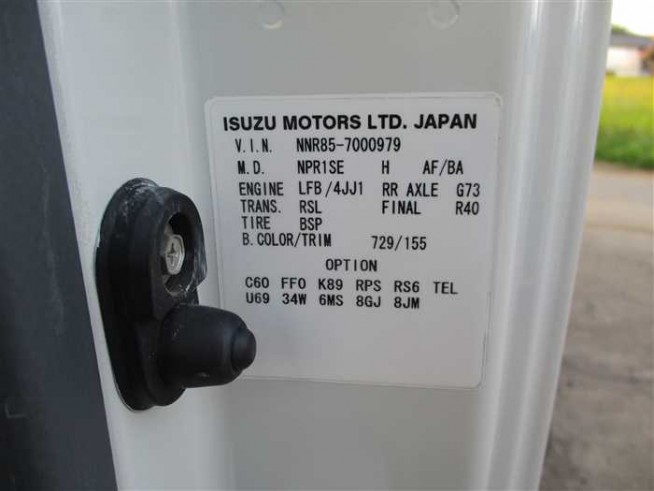 ISUZU MOTORS LTD. JAPAN
V.I.N. NNR85-7000979
M.D. NPR1SE H AF/BA
ENGINE LFB/4JJ1 RR AXLE G73
TRANS. RSL FINAL R40
TIRE BSP
B.COLOR/TRIM 729/155
OPTION
C60 FF0 K89 RPS RS6 TEL
U69 34W 6MS 8GJ 8JM